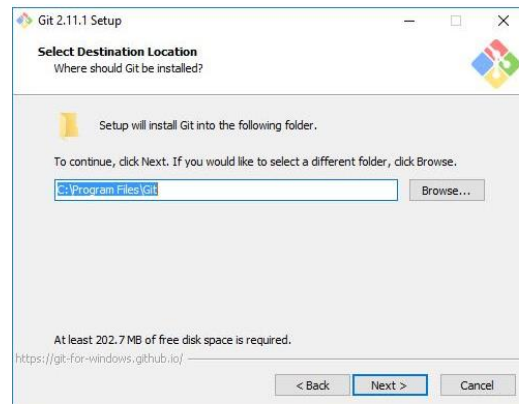 Git 2.11.1 Setup
Select Destination Location
Where should Git be installed?
Setup will install Git into the following folder.
To continue, click Next. If you would like to select a different folder, click Browse.
C:\Program Files\Git
Browse...
At least 202.7 MB of free disk space is required.
https://git-for-windows.github.io/
< Back
Next >
Cancel